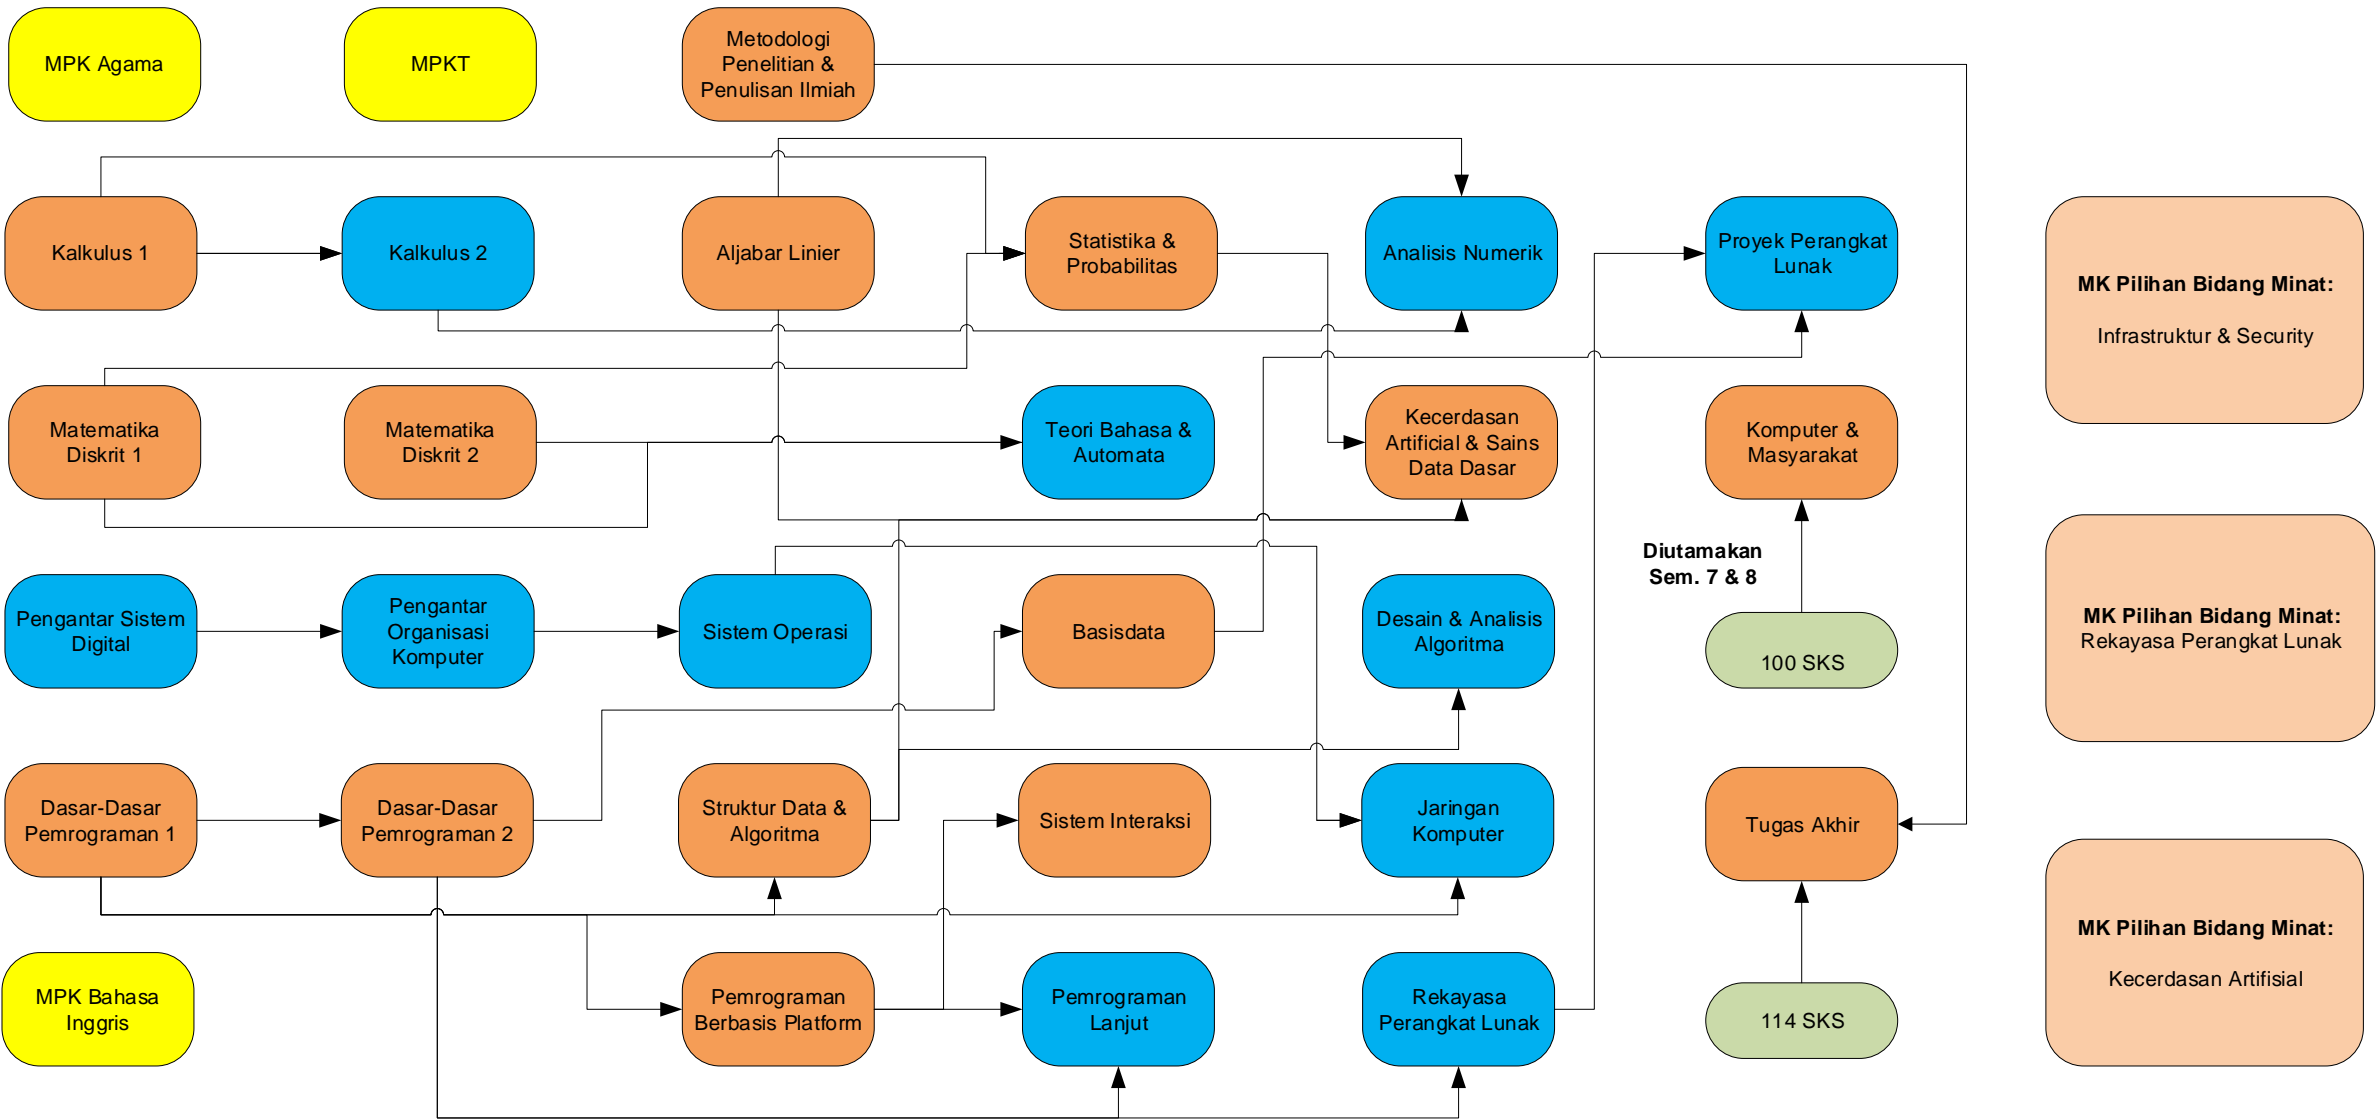 MPK Agama
MPKT
Metodologi
Penelitian &
Penulisan Ilmiah
Kalkulus 1
Kalkulus 2
Aljabar Linier
Statistika &
Probabilitas
Analisis Numerik
Proyek Perangkat
Lunak
MK Pilihan Bidang Minat:
Infrastruktur & Security
Matematika
Diskrit 1
Matematika
Diskrit 2
Teori Bahasa &
Automata
Kecerdasan
Artificial & Sains
Data Dasar
Komputer &
Masyarakat
Diutamakan
Sem. 7 & 8
Pengantar Sistem
Digital
Pengantar
Organisasi
Komputer
Sistem Operasi
Basisdata
Desain & Analisis
Algoritma
100 SKS
MK Pilihan Bidang Minat:
Rekayasa Perangkat Lunak
Dasar-Dasar
Pemrograman 1
Dasar-Dasar
Pemrograman 2
Struktur Data &
Algoritma
Sistem Interaksi
Jaringan
Komputer
Tugas Akhir
MPK Bahasa
Inggris
Pemrograman
Berbasis Platform
Pemrograman
Lanjut
Rekayasa
Perangkat Lunak
114 SKS
MK Pilihan Bidang Minat:
Kecerdasan Artifisial